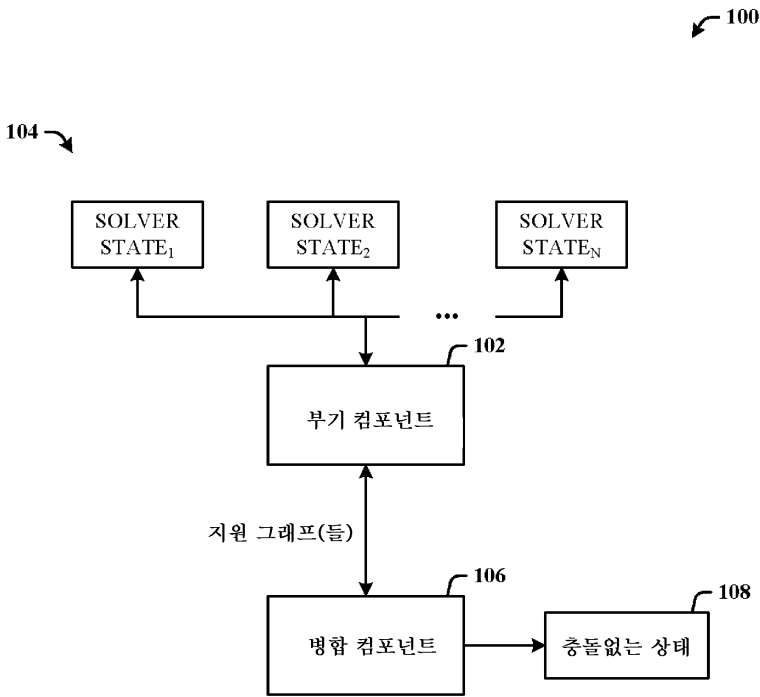 100
104
SOLVER
STATE1
SOLVER
STATE2
SOLVER
STATEN
...
102
부기 컴포넌트
지원 그래프(들)
106
병합 컴포넌트
108
충돌없는 상태